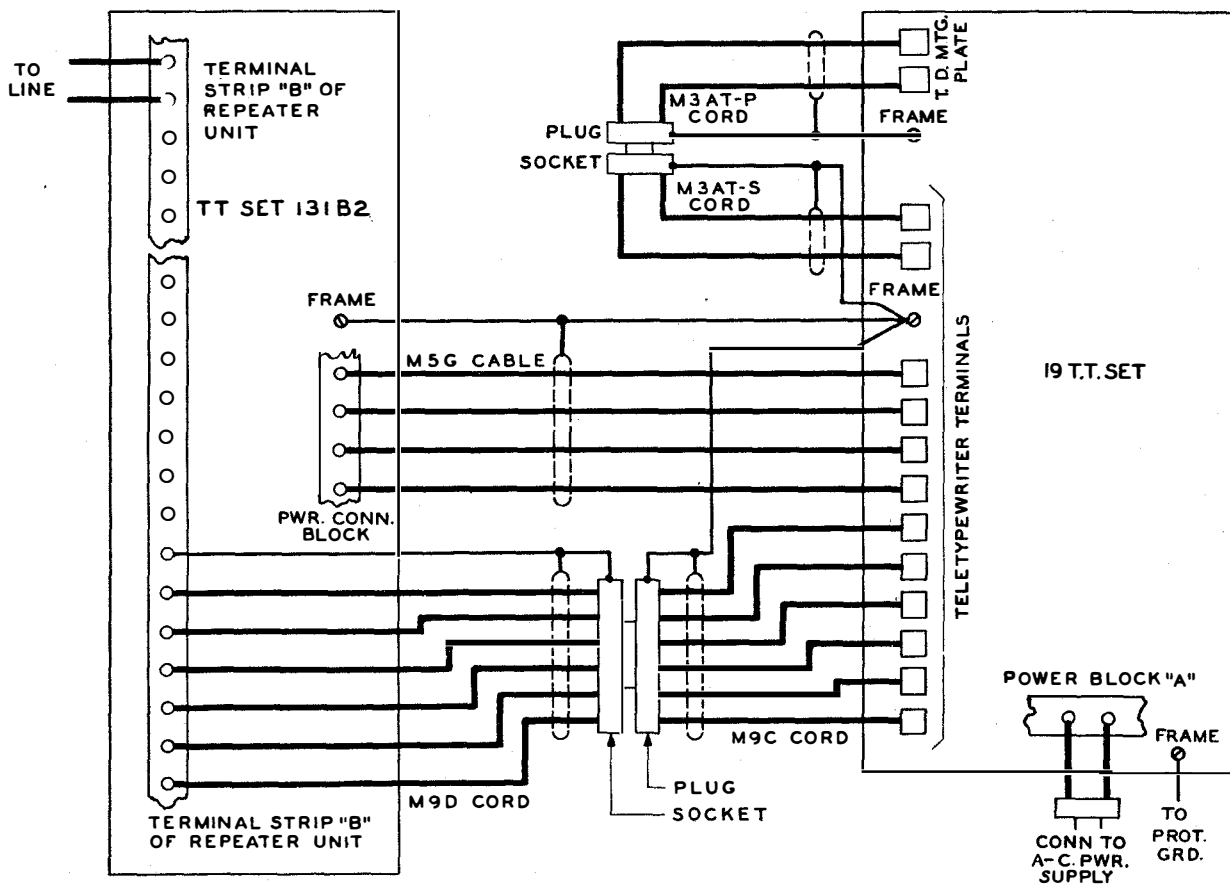 TO
LINE
TERMINAL
STRIP "B" OF
REPEATER
UNIT
TT SET 131B2
FRAME
M5G CABLE
PWR. CONN.
BLOCK
M9D CORD
TERMINAL STRIP "B"
OF REPEATER UNIT
M3AT-P
CORD
PLUG
SOCKET
M3AT-S
CORD
T. D. MTG.
PLATE
FRAME
FRAME
TELETYPEWRITER TERMINALS
19 T.T. SET
M9C CORD
PLUG
SOCKET
POWER BLOCK "A"
FRAME
CONN TO
A-C. PWR.
SUPPLY
TO
PROT.
GRD.